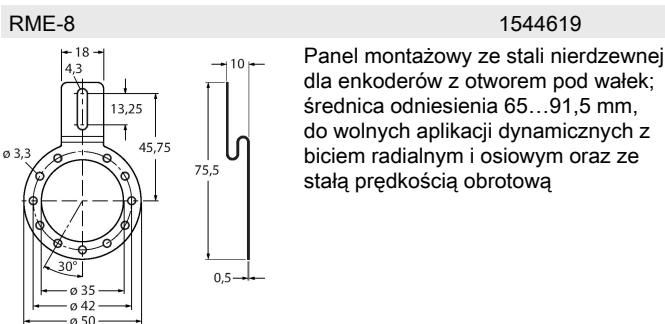 RME-8 1544619
18
4,3
13,25
45,75
ø 3,3
30°
ø 35
ø 42
ø 50
10
75,5
0,5
Panel montażowy ze stali nierdzewnej
dla enkoderów z otworem pod wałek;
średnica odniesienia 65…91,5 mm,
do wolnych aplikacji dynamicznych z
biciem radialnym i osiowym oraz ze
stałą prędkością obrotową